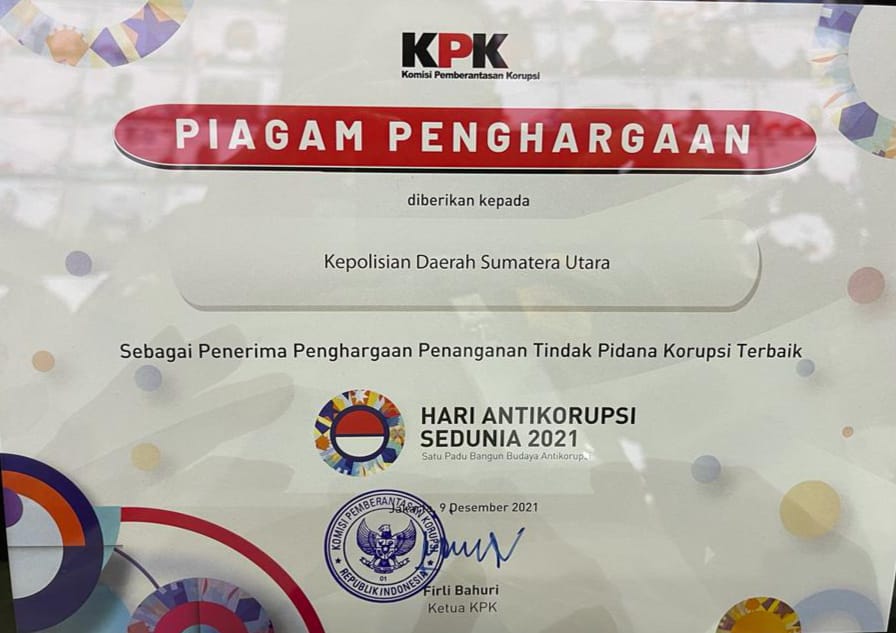 KPK
Komisi Pemberantasan Korupsi
PIAGAM PENGHARGAAN
diberikan kepada
Kepolisian Daerah Sumatera Utara
Sebagai Penerima Penghargaan Penanganan Tindak Pidana Korupsi Terbaik
HARI ANTIKORUPSI
SEDUNIA 2021
Satu Padu Bangun Budaya Antikorupsi
Jakarta, 9 Desember 2021
KOMISI PEMBERANTASAN KORUPSI
01
REPUBLIK INDONESIA
Firli Bahuri
Ketua KPK